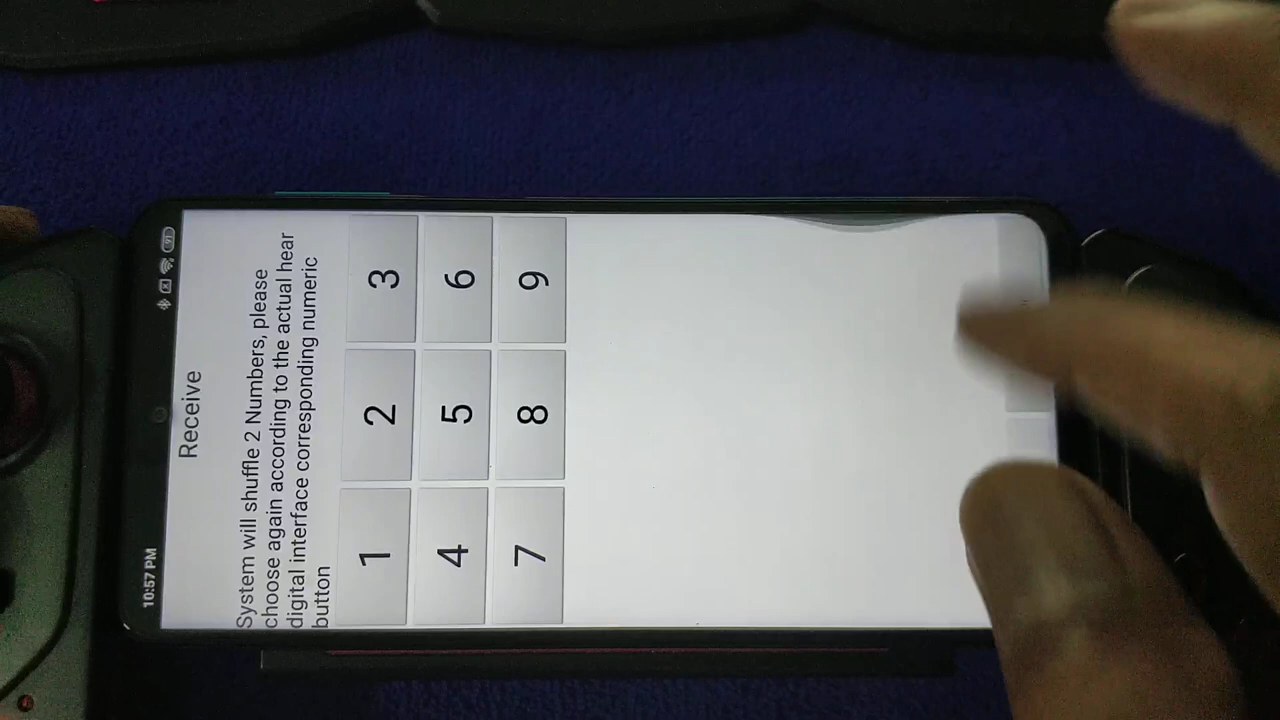 10:57 PM 91
Receive
System will shuffle 2 Numbers, please
choose again according to the actual hear
digital interface corresponding numeric
button
1 2 3
4 5 6
7 8 9